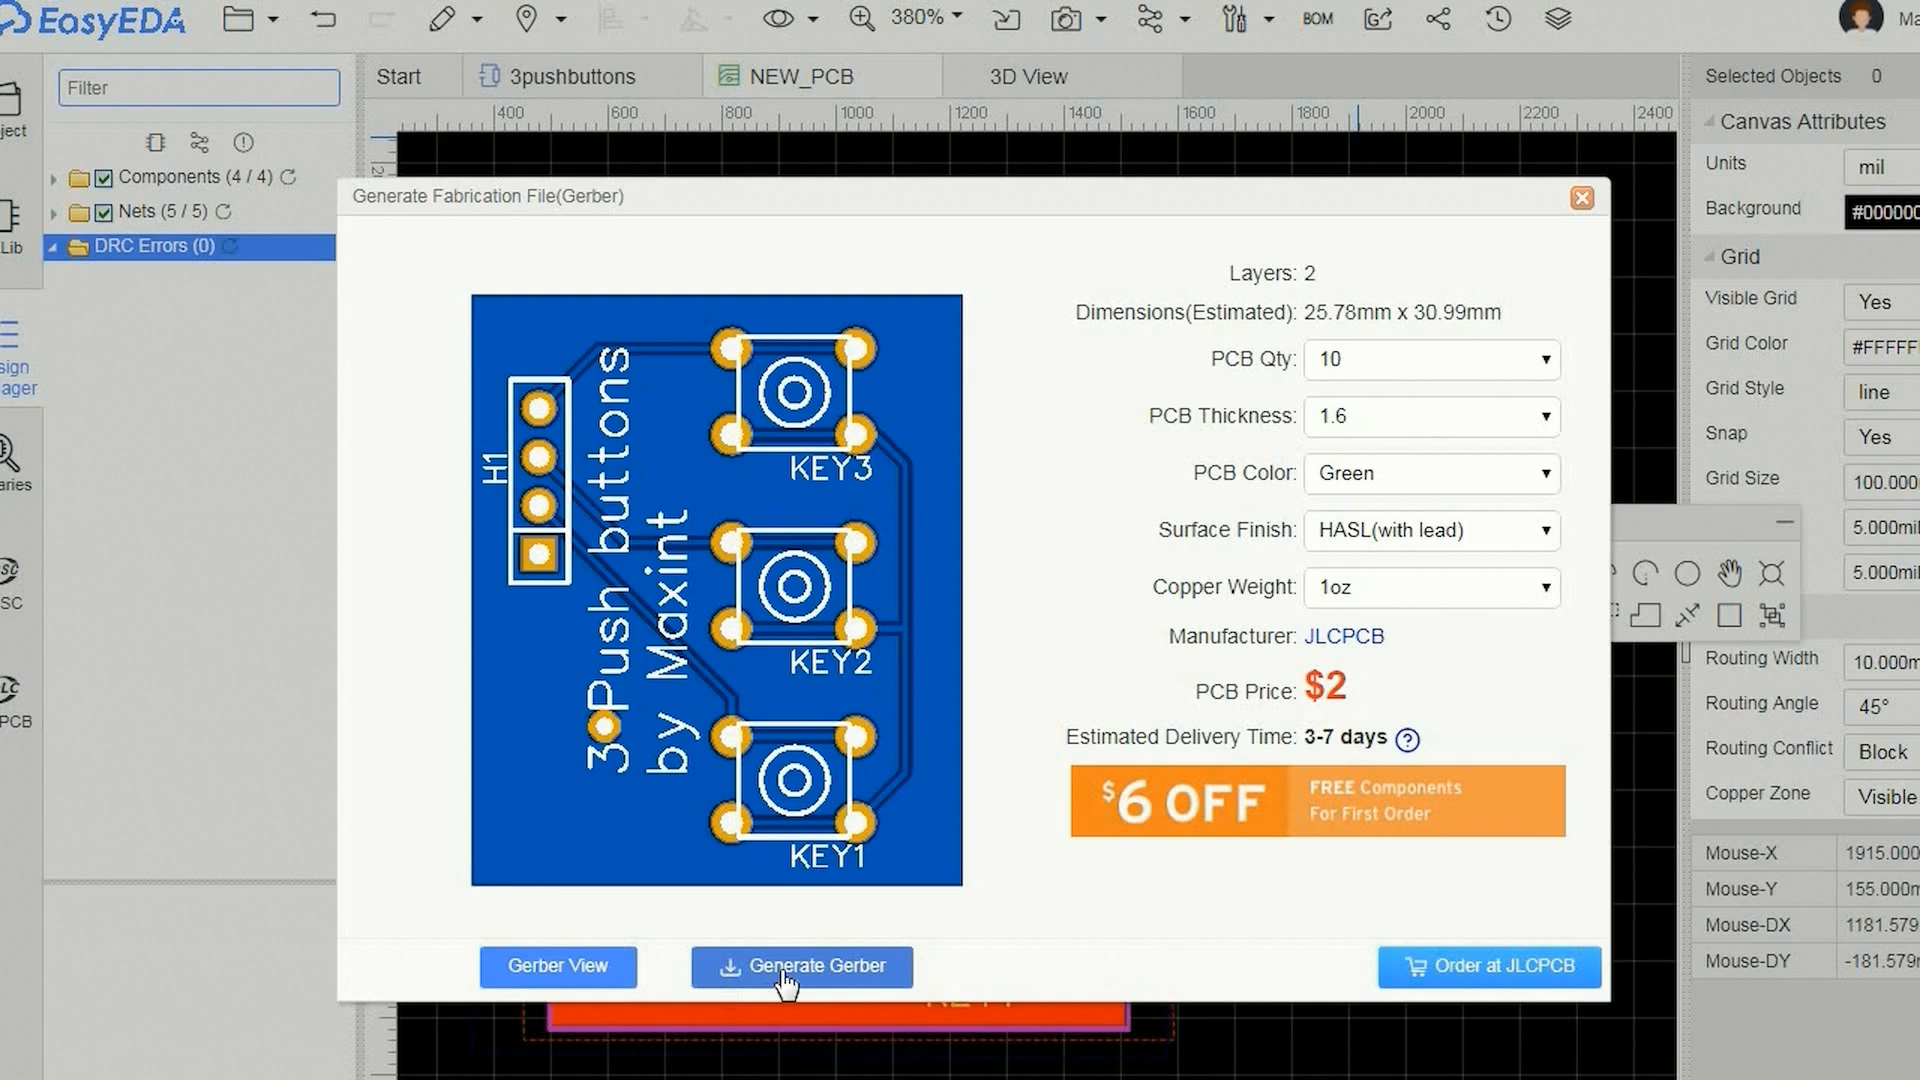 EasyEDA
380%
BOM
Filter
Start
3pushbuttons
NEW_PCB
3D View
Selected Objects 0
400 600 800 1000 1200 1400 1600 1800 2000 2200 2400
Canvas Attributes
Components (4 / 4)
Nets (5 / 5)
DRC Errors (0)
Units mil
Background #000000
Grid
Visible Grid Yes
Grid Color #FFFFF
Grid Style line
Snap Yes
Grid Size 100.000
5.000mil
5.000mil
Routing Width 10.000m
Routing Angle 45°
Routing Conflict Block
Copper Zone Visible
Mouse-X 1915.000
Mouse-Y 155.000m
Mouse-DX 1181.579
Mouse-DY -181.579
ject
Lib
sign
ager
aries
SC
PCB
Generate Fabrication File(Gerber)
H1
3Push buttons
by Maxint
KEY3
KEY2
KEY1
Layers: 2
Dimensions(Estimated): 25.78mm x 30.99mm
PCB Qty: 10
PCB Thickness: 1.6
PCB Color: Green
Surface Finish: HASL(with lead)
Copper Weight: 1oz
Manufacturer: JLCPCB
PCB Price: $2
Estimated Delivery Time: 3-7 days
$6 OFF
FREE Components
For First Order
Gerber View
Generate Gerber
Order at JLCPCB